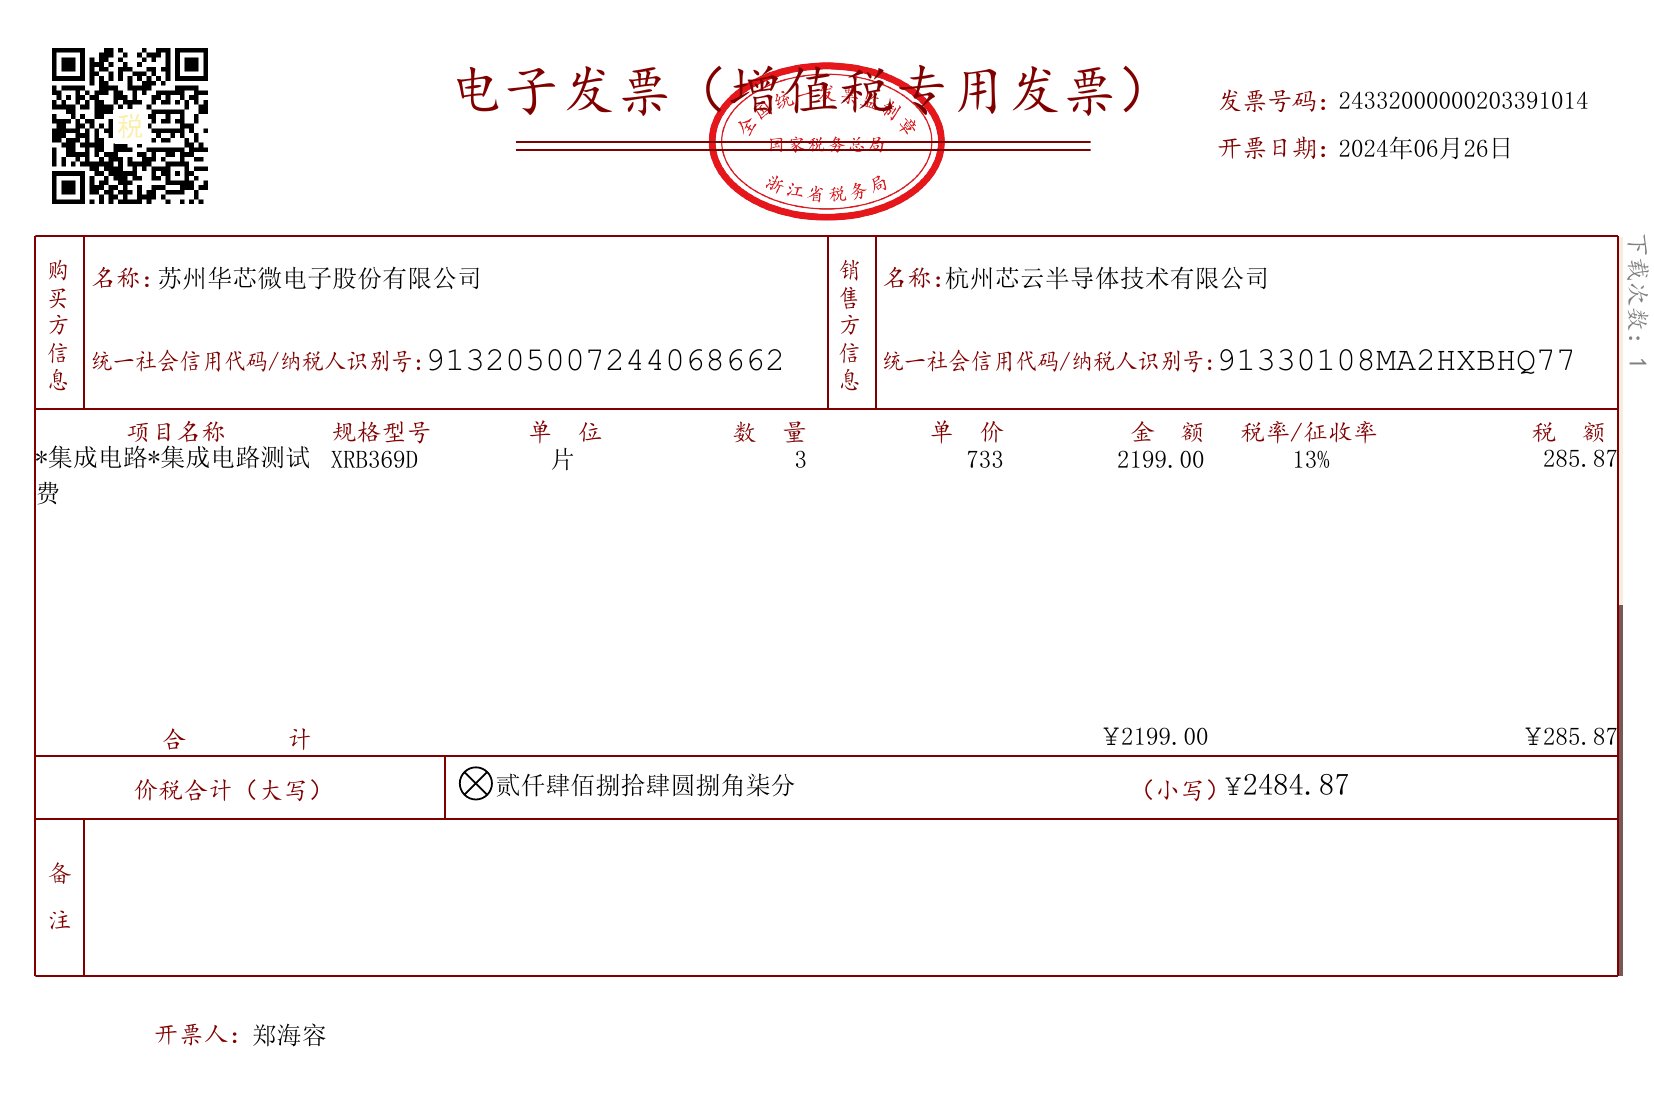 电子发票（增值税专用发票）
全国统一发票监制章
国家税务总局
浙江省税务局
税
发票号码：24332000000203391014
开票日期：2024年06月26日
下载次数：1
购买方信息
名称：苏州华芯微电子股份有限公司
统一社会信用代码/纳税人识别号：913205007244068662
销售方信息
名称：杭州芯云半导体技术有限公司
统一社会信用代码/纳税人识别号：91330108MA2HXBHQ77
项目名称 规格型号 单 位 数 量 单 价 金 额 税率/征收率 税 额
*集成电路*集成电路测试 XRB369D 片 3 733 2199.00 13% 285.87
费
合 计 ¥2199.00 ¥285.87
价税合计（大写） 贰仟肆佰捌拾肆圆捌角柒分 （小写）¥2484.87
备注
开票人：郑海容